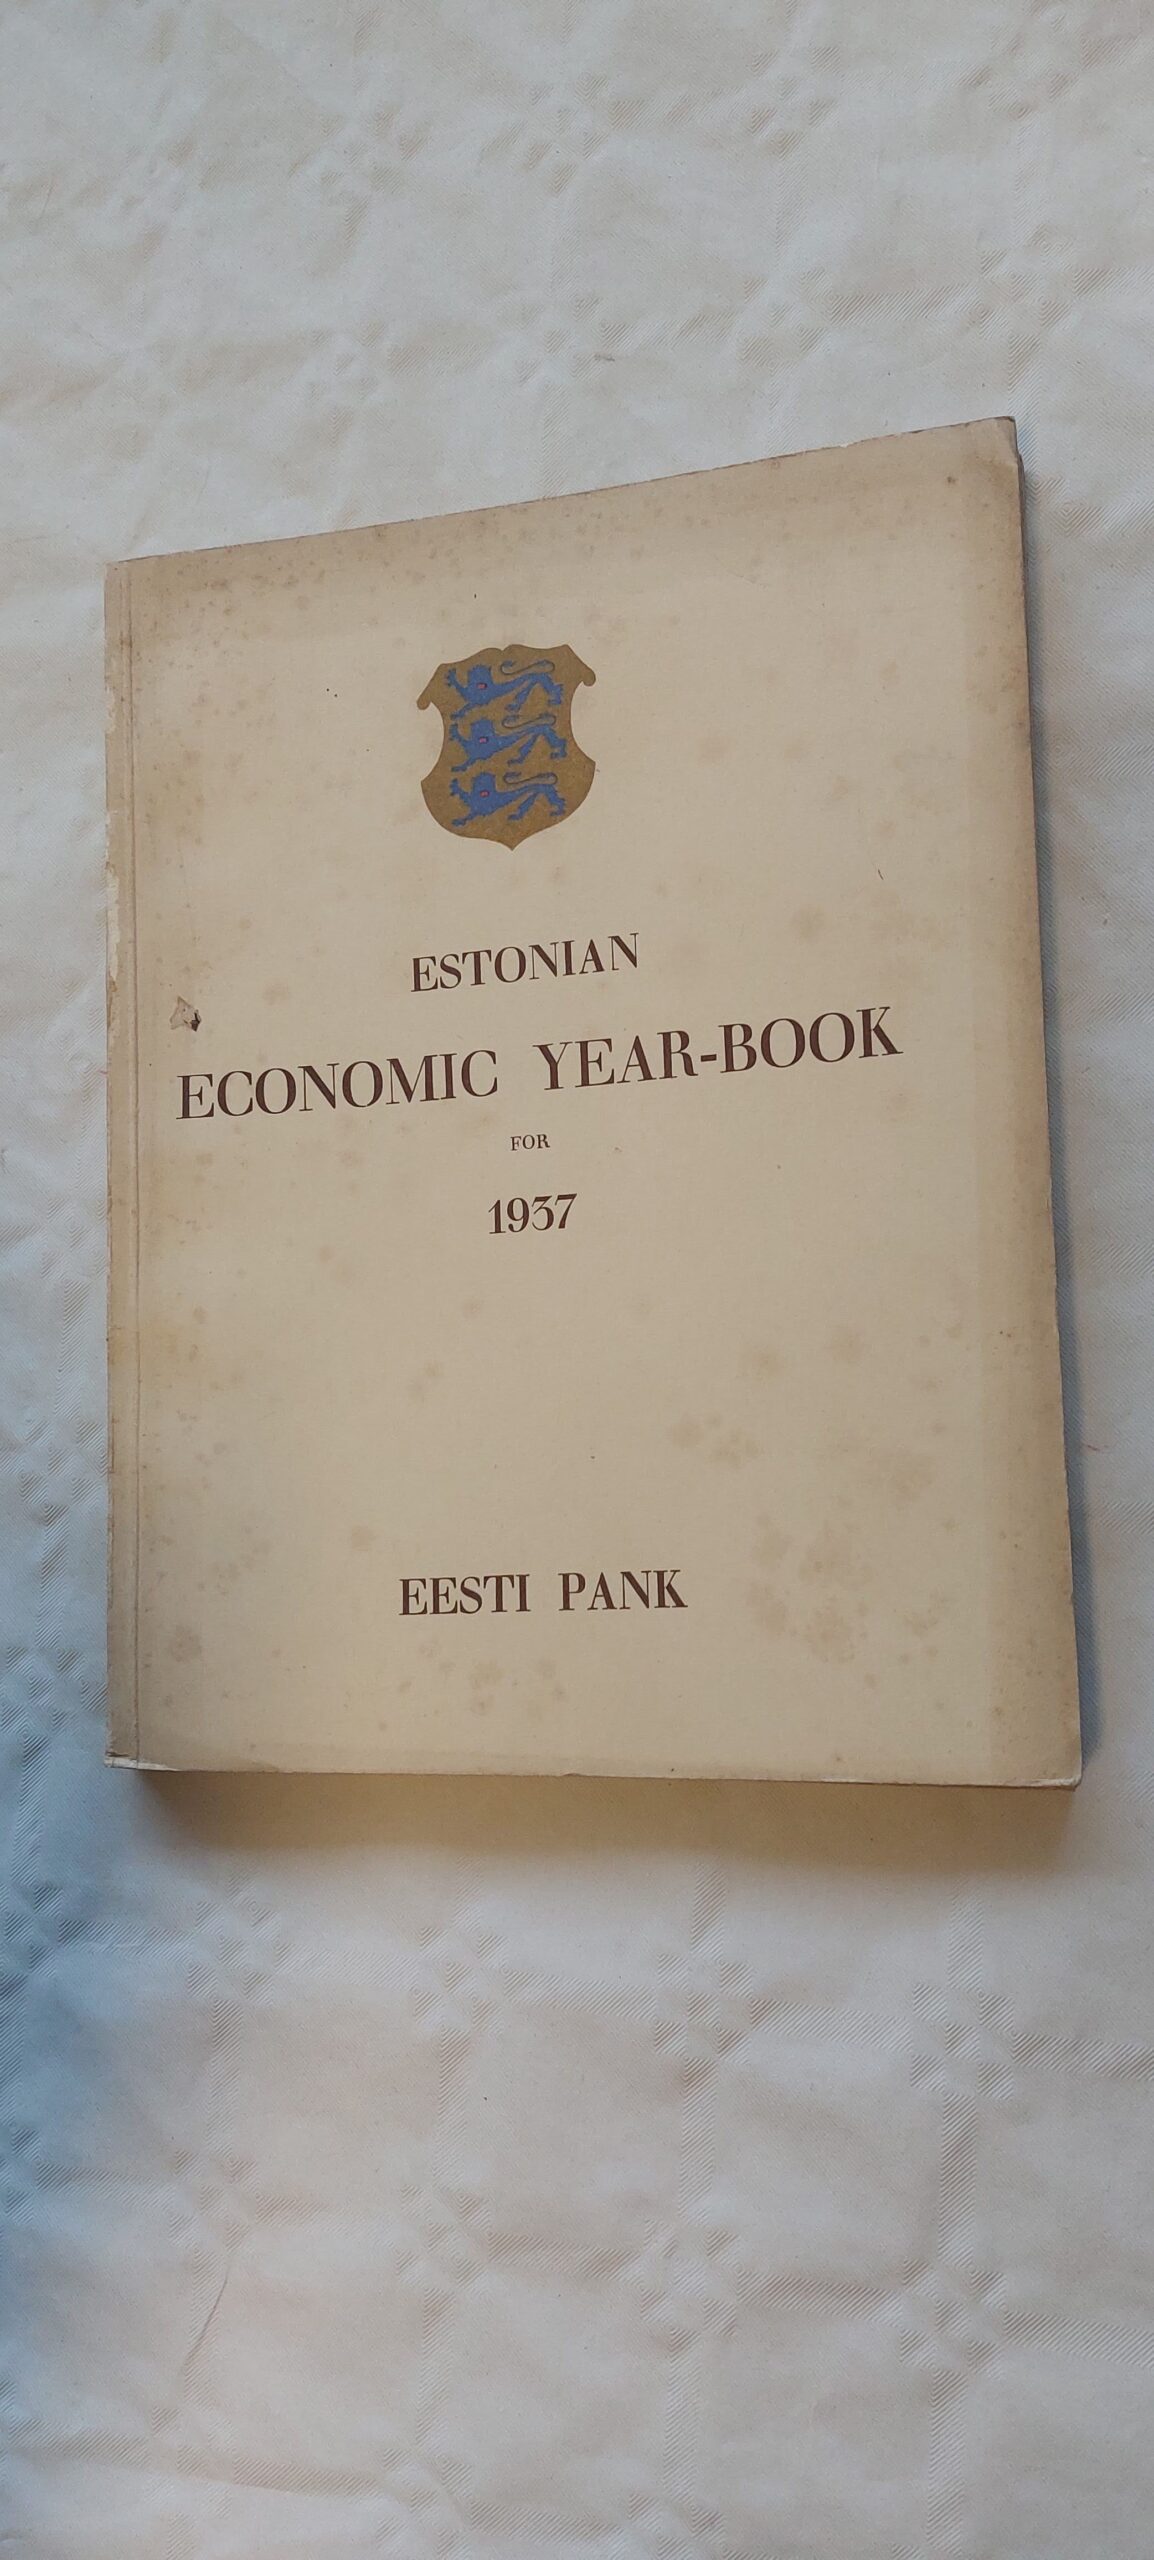 ESTONIAN
ECONOMIC YEAR-BOOK
FOR
1937
EESTI PANK